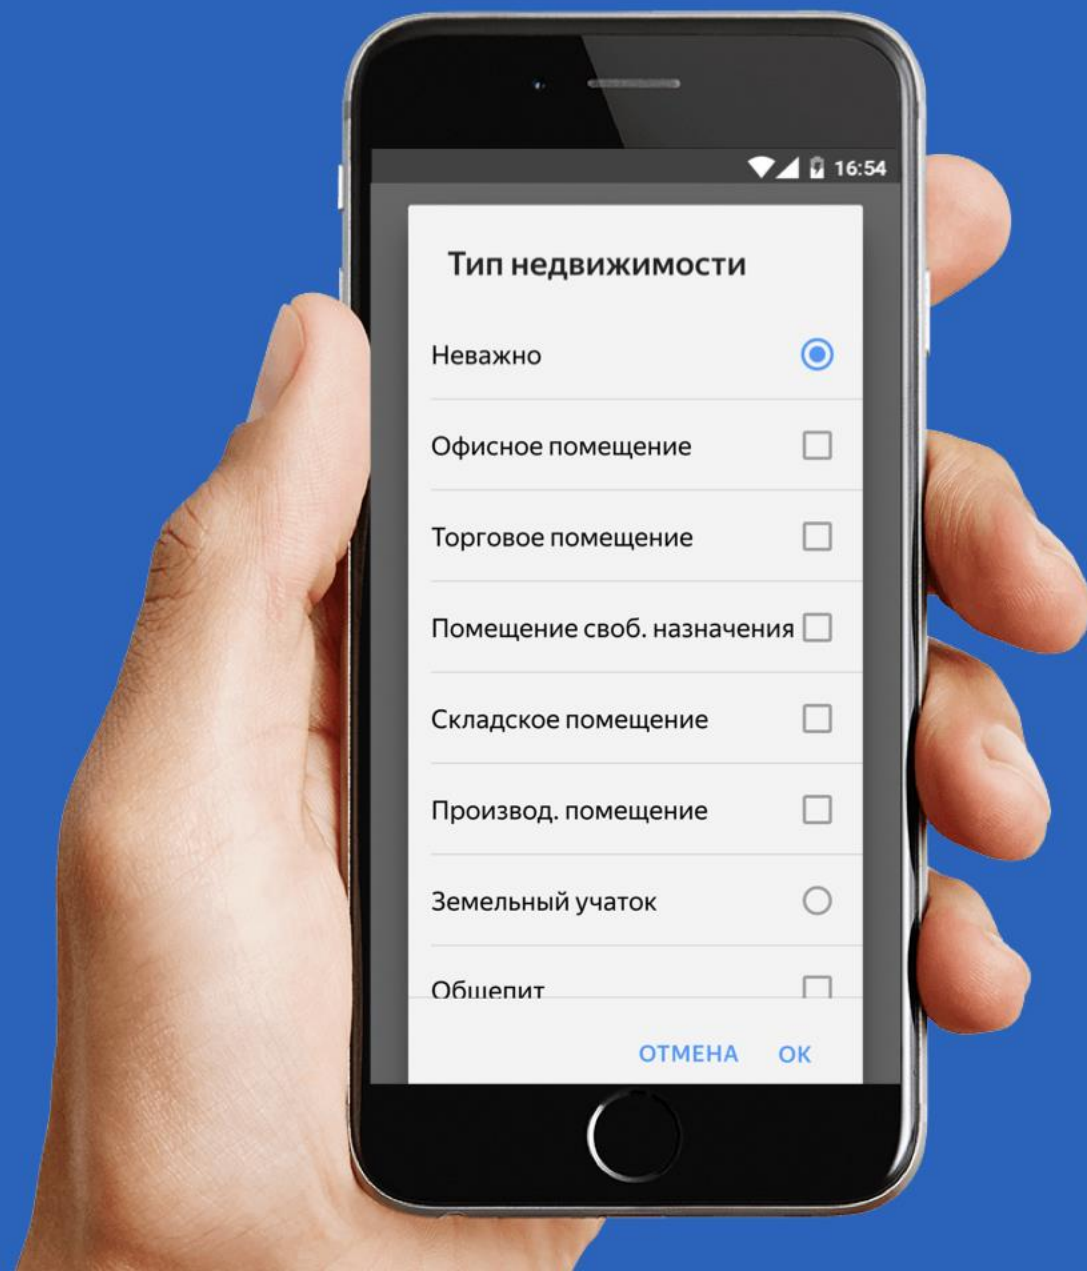 16:54
Тип недвижимости
Неважно
Офисное помещение
Торговое помещение
Помещение своб. назначения
Складское помещение
Производ. помещение
Земельный учаток
Общепит
ОТМЕНА OK